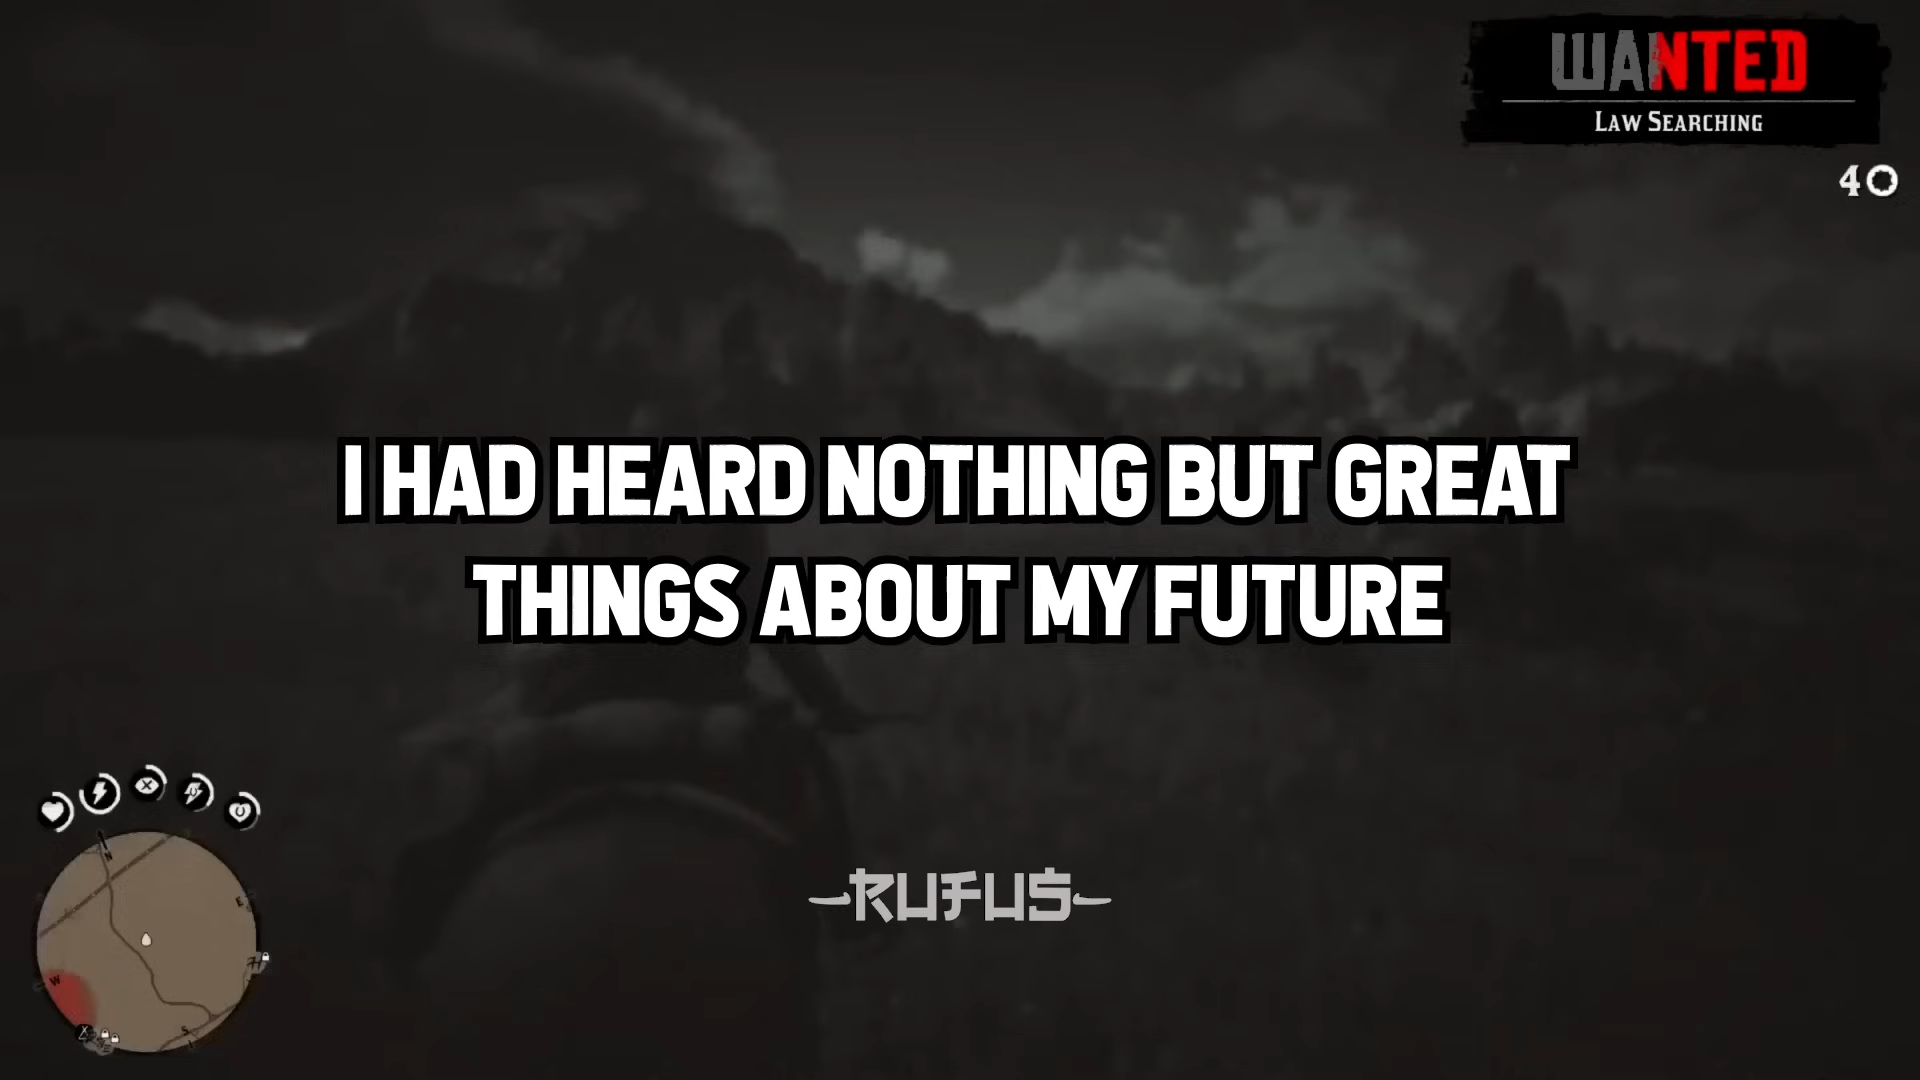 WANTED
LAW SEARCHING
40
I HAD HEARD NOTHING BUT GREAT
THINGS ABOUT MY FUTURE
RUFUS
N
E
W
S